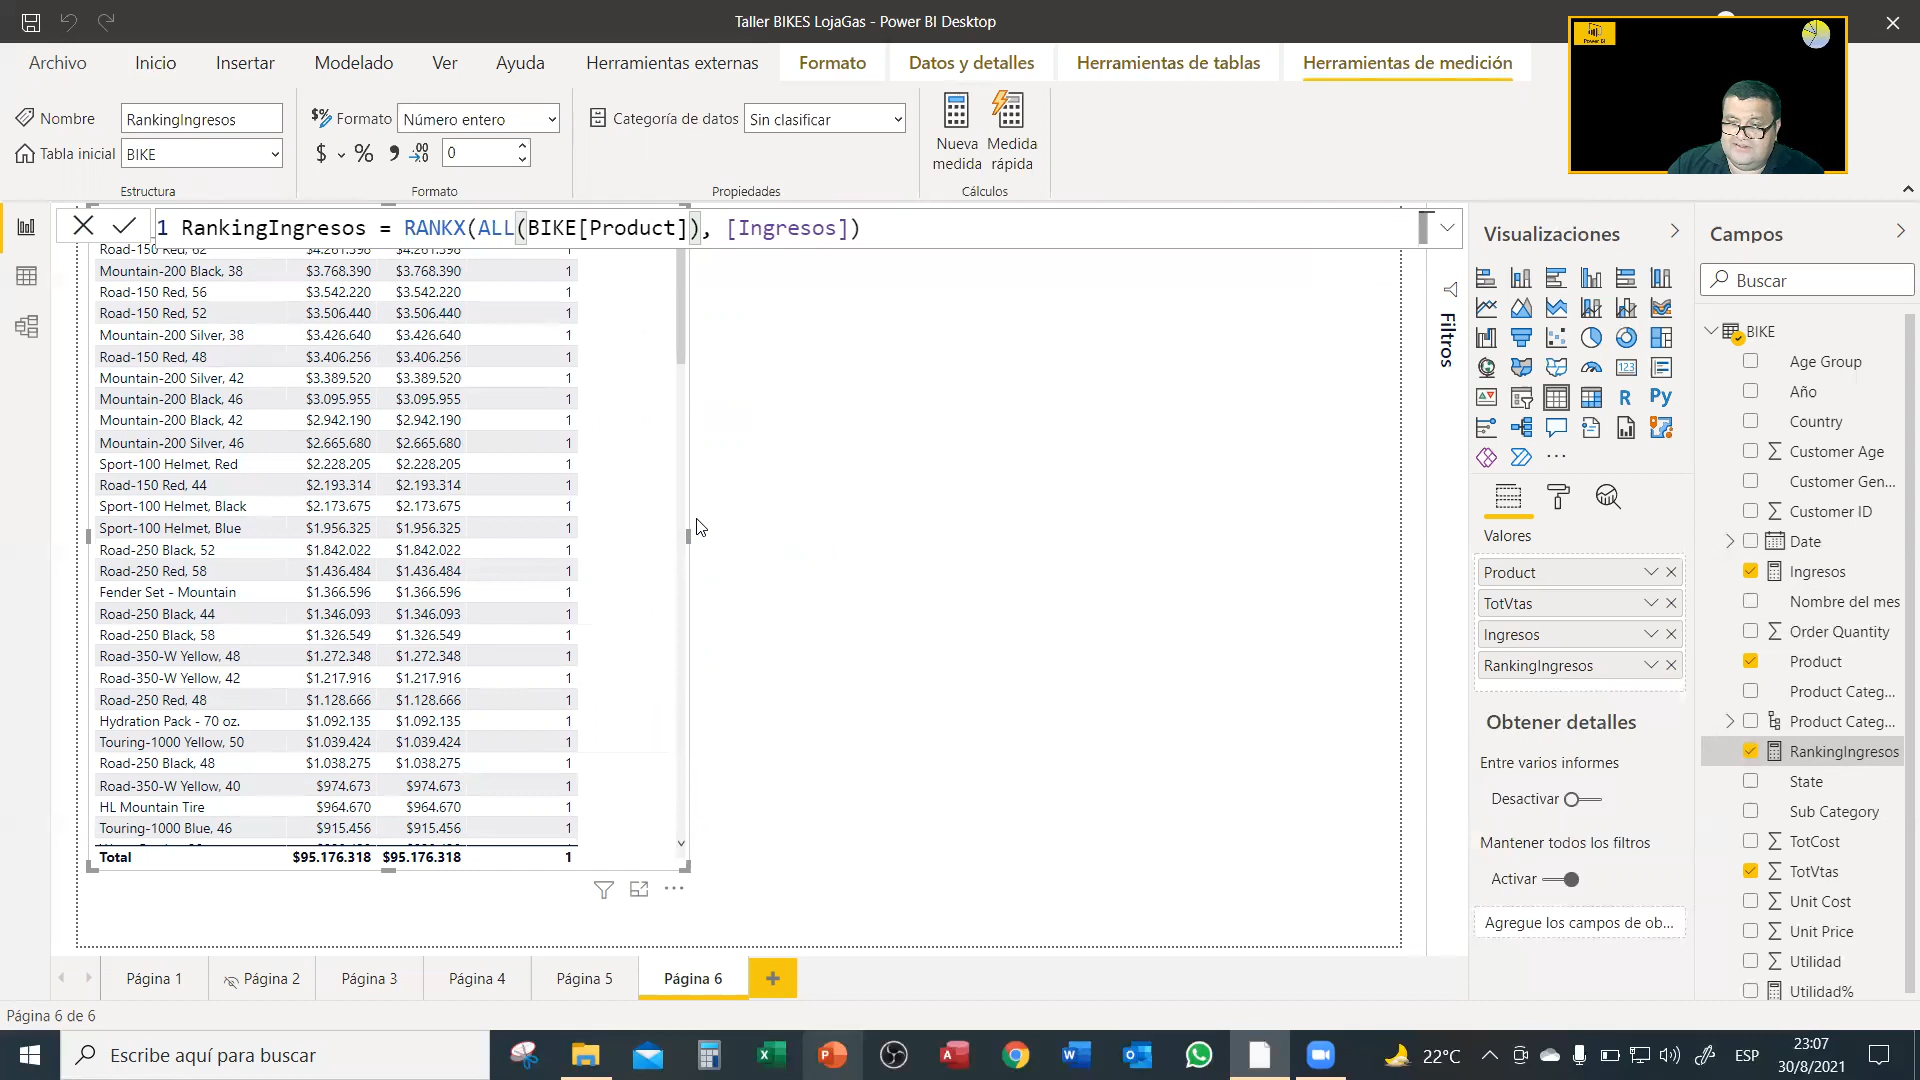 Taller BIKES LojaGas - Power BI Desktop
Power BI
Archivo Inicio Insertar Modelado Ver Ayuda Herramientas externas Formato Datos y detalles Herramientas de tablas Herramientas de medición
Nombre RankingIngresos
Tabla inicial BIKE
Estructura
Formato Número entero
$ % 0
Formato
Categoría de datos Sin clasificar
Propiedades
Nueva medida
Medida rápida
Cálculos
1 RankingIngresos = RANKX(ALL(BIKE[Product]), [Ingresos])
Road-150 Red, 62 $4.261.398 $4.261.398 1
Mountain-200 Black, 38 $3.768.390 $3.768.390 1
Road-150 Red, 56 $3.542.220 $3.542.220 1
Road-150 Red, 52 $3.506.440 $3.506.440 1
Mountain-200 Silver, 38 $3.426.640 $3.426.640 1
Road-150 Red, 48 $3.406.256 $3.406.256 1
Mountain-200 Silver, 42 $3.389.520 $3.389.520 1
Mountain-200 Black, 46 $3.095.955 $3.095.955 1
Mountain-200 Black, 42 $2.942.190 $2.942.190 1
Mountain-200 Silver, 46 $2.665.680 $2.665.680 1
Sport-100 Helmet, Red $2.228.205 $2.228.205 1
Road-150 Red, 44 $2.193.314 $2.193.314 1
Sport-100 Helmet, Black $2.173.675 $2.173.675 1
Sport-100 Helmet, Blue $1.956.325 $1.956.325 1
Road-250 Black, 52 $1.842.022 $1.842.022 1
Road-250 Red, 58 $1.436.484 $1.436.484 1
Fender Set - Mountain $1.366.596 $1.366.596 1
Road-250 Black, 44 $1.346.093 $1.346.093 1
Road-250 Black, 58 $1.326.549 $1.326.549 1
Road-350-W Yellow, 48 $1.272.348 $1.272.348 1
Road-350-W Yellow, 42 $1.217.916 $1.217.916 1
Road-250 Red, 48 $1.128.666 $1.128.666 1
Hydration Pack - 70 oz. $1.092.135 $1.092.135 1
Touring-1000 Yellow, 50 $1.039.424 $1.039.424 1
Road-250 Black, 48 $1.038.275 $1.038.275 1
Road-350-W Yellow, 40 $974.673 $974.673 1
HL Mountain Tire $964.670 $964.670 1
Touring-1000 Blue, 46 $915.456 $915.456 1
Total $95.176.318 $95.176.318 1
Filtros
Visualizaciones
R Py
Valores
Product
TotVtas
Ingresos
RankingIngresos
Obtener detalles
Entre varios informes
Desactivar
Mantener todos los filtros
Activar
Agregue los campos de ob...
Campos
Buscar
BIKE
Age Group
Año
Country
Customer Age
Customer Gen...
Customer ID
Date
Ingresos
Nombre del mes
Order Quantity
Product
Product Categ...
Product Categ...
RankingIngresos
State
Sub Category
TotCost
TotVtas
Unit Cost
Unit Price
Utilidad
Utilidad%
Página 1 Página 2 Página 3 Página 4 Página 5 Página 6
Página 6 de 6
Escribe aquí para buscar
22°C
ESP
23:07
30/8/2021